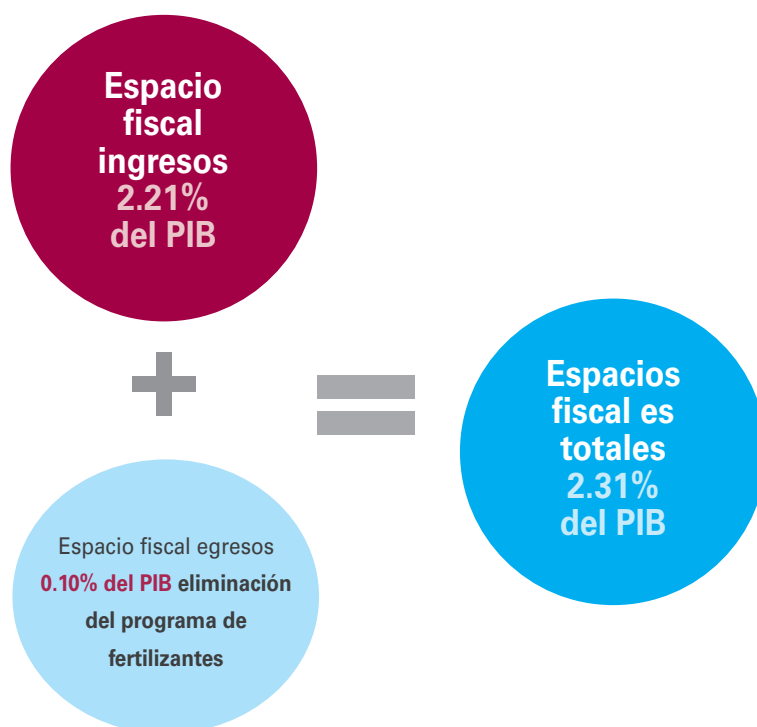 Espacio
fiscal
ingresos
2.21%
del PIB
+
Espacio fiscal egresos
0.10% del PIB eliminación
del programa de
fertilizantes
=
Espacios
fiscal es
totales
2.31%
del PIB